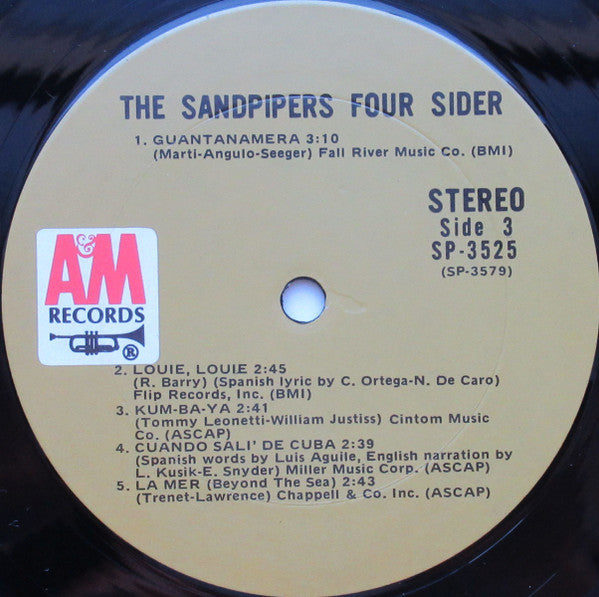 THE SANDPIPERS FOUR SIDER
1. GUANTANAMERA 3:10
(Marti-Angulo-Seeger) Fall River Music Co. (BMI)
STEREO
Side 3
SP-3525
(SP-3579)
A&M
RECORDS
®
2. LOUIE, LOUIE 2:45
(R. Barry) (Spanish lyric by C. Ortega-N. De Caro)
Flip Records, Inc. (BMI)
3. KUM-BA-YA 2:41
(Tommy Leonetti-William Justiss) Cintom Music
Co. (ASCAP)
4. CUANDO SALI' DE CUBA 2:39
(Spanish words by Luis Aguile, English narration by
L. Kusik-E. Snyder) Miller Music Corp. (ASCAP)
5. LA MER (Beyond The Sea) 2:43
(Trenet-Lawrence) Chappell & Co. Inc. (ASCAP)